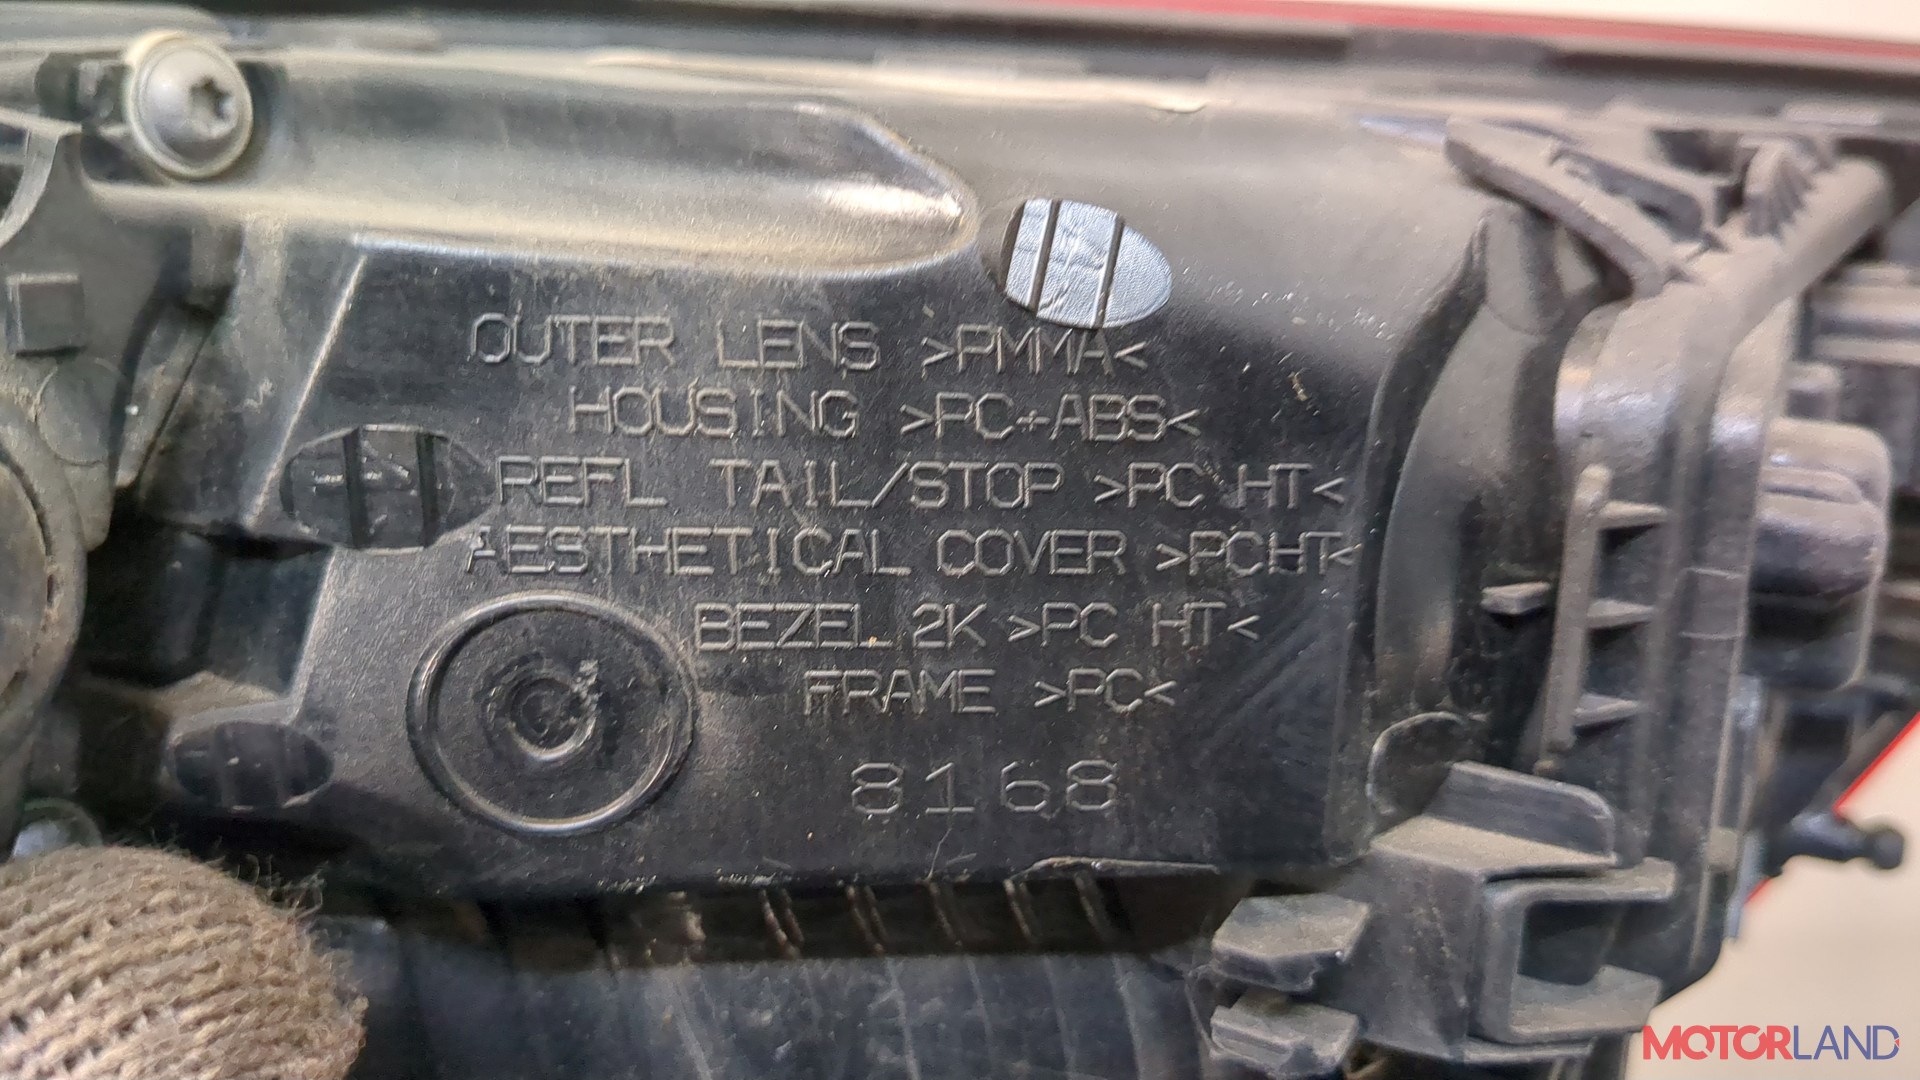 OUTER LENS >PMMA<
HOUSING >PC+ABS<
REFL TAIL/STOP >PC HT<
AESTHETICAL COVER >PCHT<
BEZEL 2K >PC HT<
FRAME >PC<
8168
MOTORLAND